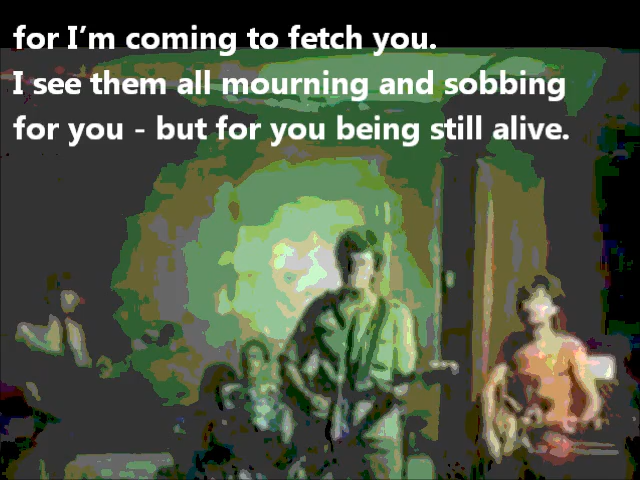 for I’m coming to fetch you.
I see them all mourning and sobbing
for you - but for you being still alive.